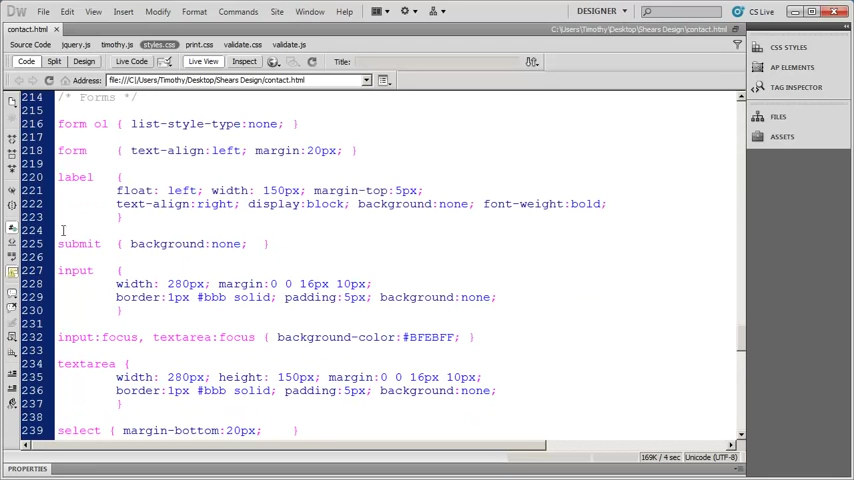 Dw File Edit View Insert Modify Format Commands Site Window Help DESIGNER CS Live
contact.html C:\Users\Timothy\Desktop\Shears Design\contact.html
Source Code jquery.js timothy.js styles.css print.css validate.css validate.js
Code Split Design Live Code Live View Inspect Title:
Address: file:///C|/Users/Timothy/Desktop/Shears Design/contact.html
214 /* Forms */
215
216 form ol { list-style-type:none; }
217
218 form { text-align:left; margin:20px; }
219
220 label {
221 float: left; width: 150px; margin-top:5px;
222 text-align:right; display:block; background:none; font-weight:bold;
223 }
224
225 submit { background:none; }
226
227 input {
228 width: 280px; margin:0 0 16px 10px;
229 border:1px #bbb solid; padding:5px; background:none;
230 }
231
232 input:focus, textarea:focus { background-color:#BFEBFF; }
233
234 textarea {
235 width: 280px; height: 150px; margin:0 0 16px 10px;
236 border:1px #bbb solid; padding:5px; background:none;
237 }
238
239 select { margin-bottom:20px; }
169K / 4 sec Unicode (UTF-8)
PROPERTIES
CSS STYLES
AP ELEMENTS
TAG INSPECTOR
FILES
ASSETS